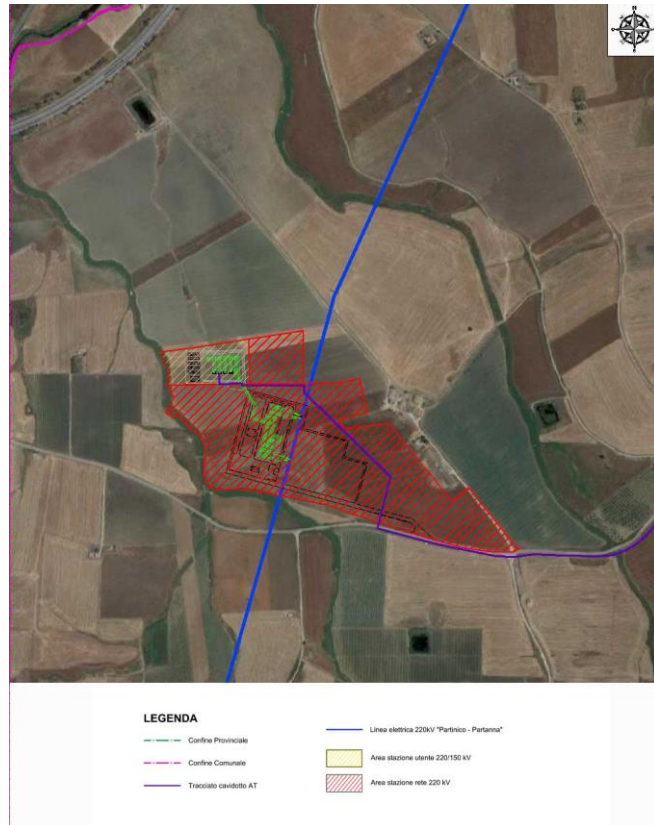 LEGENDA
Confine Provinciale
Confine Comunale
Tracciato cavidotto AT
Linea elettrica 220kV "Partinico - Partanna"
Area stazione utente 220/150 kV
Area stazione rete 220 kV